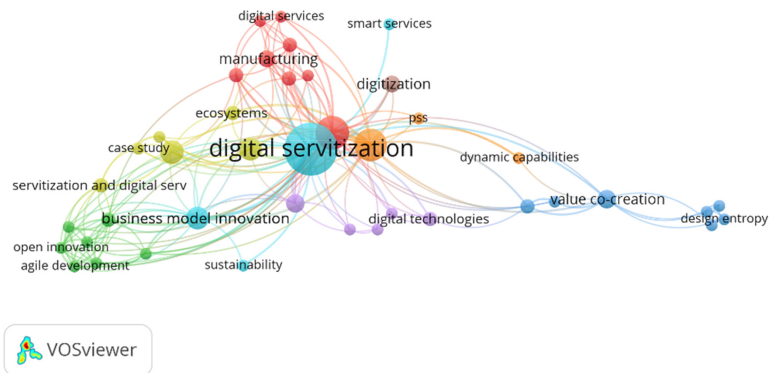 digital services
smart services
manufacturing
digitization
ecosystems
pss
case study
digital servitization
dynamic capabilities
servitization and digital serv
value co-creation
business model innovation
digital technologies
design entropy
open innovation
agile development
sustainability
VOSviewer